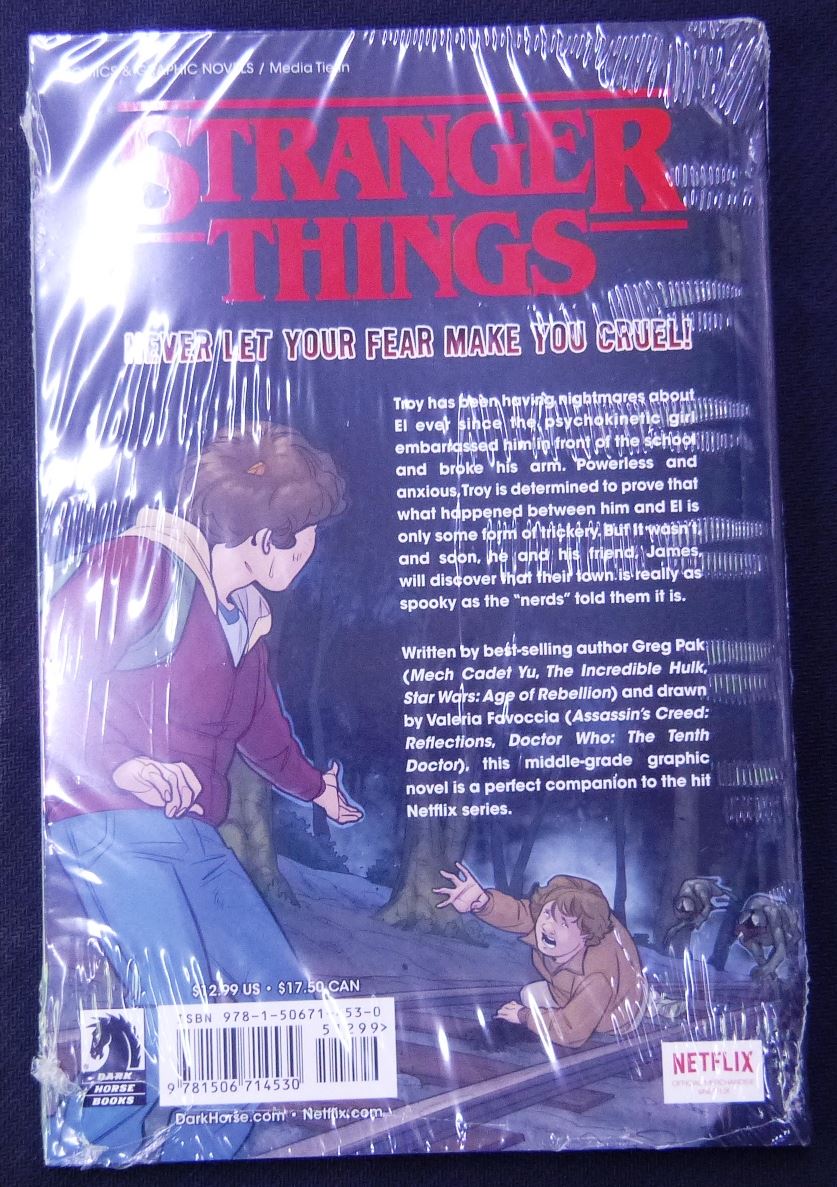 COMICS & GRAPHIC NOVELS / Media Tie-In
STRANGER
THINGS
NEVER LET YOUR FEAR MAKE YOU CRUEL!
Troy has been having nightmares about
El ever since the psychokinetic girl
embarrassed him in front of the school
and broke his arm. Powerless and
anxious, Troy is determined to prove that
what happened between him and El is
only some form of trickery. But it wasn't,
and soon, he and his friend, James,
will discover that their town is really as
spooky as the "nerds" told them it is.
Written by best-selling author Greg Pak
(Mech Cadet Yu, The Incredible Hulk,
Star Wars: Age of Rebellion) and drawn
by Valeria Favoccia (Assassin's Creed:
Reflections, Doctor Who: The Tenth
Doctor), this middle-grade graphic
novel is a perfect companion to the hit
Netflix series.
$12.99 US • $17.50 CAN
ISBN 978-1-50671-453-0
51299>
9781506714530
DARK
HORSE
BOOKS
DarkHorse.com • Netflix.com
NETFLIX
OFFICIAL MERCHANDISE